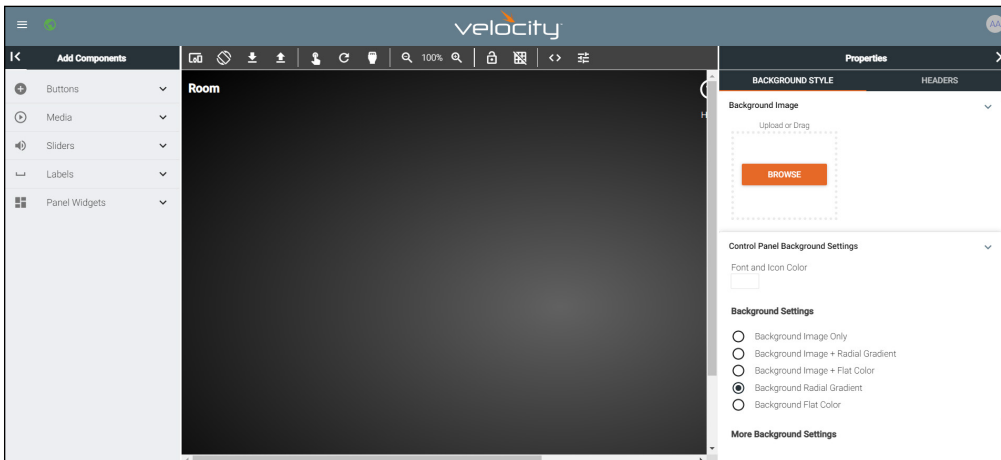 velocity
AA
Add Components
100%
Properties
Buttons
Media
Sliders
Labels
Panel Widgets
Room
H
BACKGROUND STYLE
HEADERS
Background Image
Upload or Drag
BROWSE
Control Panel Background Settings
Font and Icon Color
Background Settings
Background Image Only
Background Image + Radial Gradient
Background Image + Flat Color
Background Radial Gradient
Background Flat Color
More Background Settings